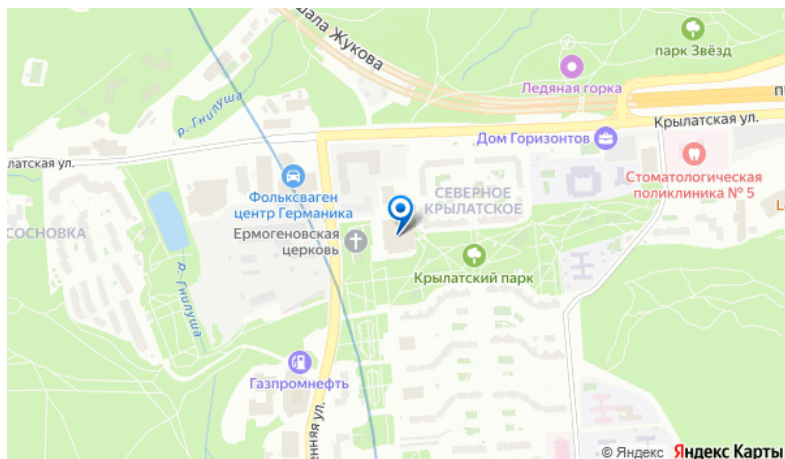 шала Жукова
парк Звёзд
Ледяная горка
р. Гнилуша
Крылатская ул.
Дом Горизонтов
латская ул.
Стоматологическая
поликлиника № 5
Фольксваген
центр Германика
СЕВЕРНОЕ
КРЫЛАТСКОЕ
СОСНОВКА
Ермогеновская
церковь
Крылатский парк
р. Гнилуша
Газпромнефть
енная ул.
© Яндекс Яндекс Карты